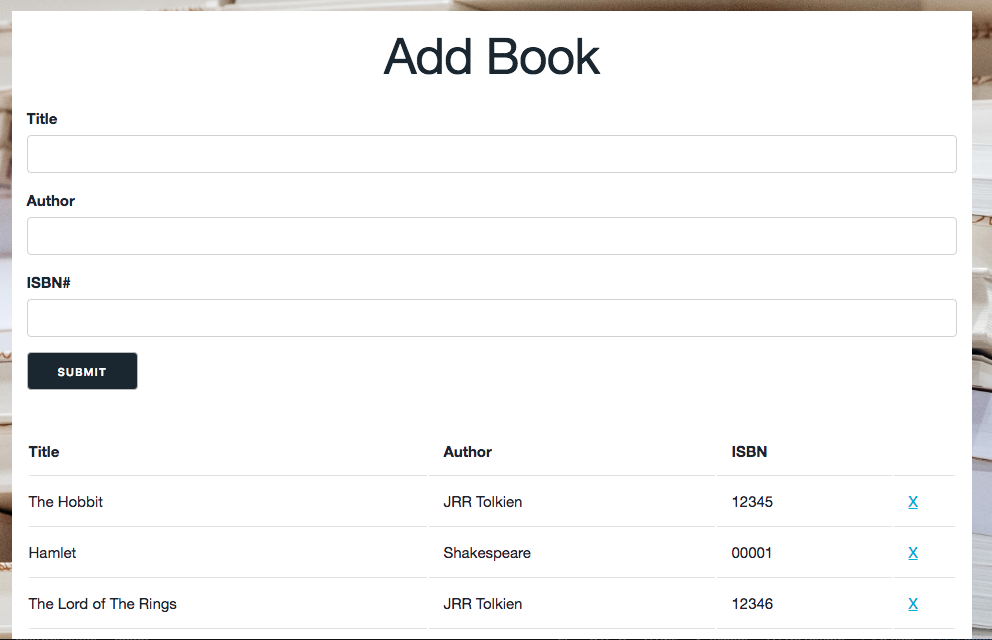 Add Book
Title
Author
ISBN#
SUBMIT
Title Author ISBN
The Hobbit JRR Tolkien 12345 X
Hamlet Shakespeare 00001 X
The Lord of The Rings JRR Tolkien 12346 X